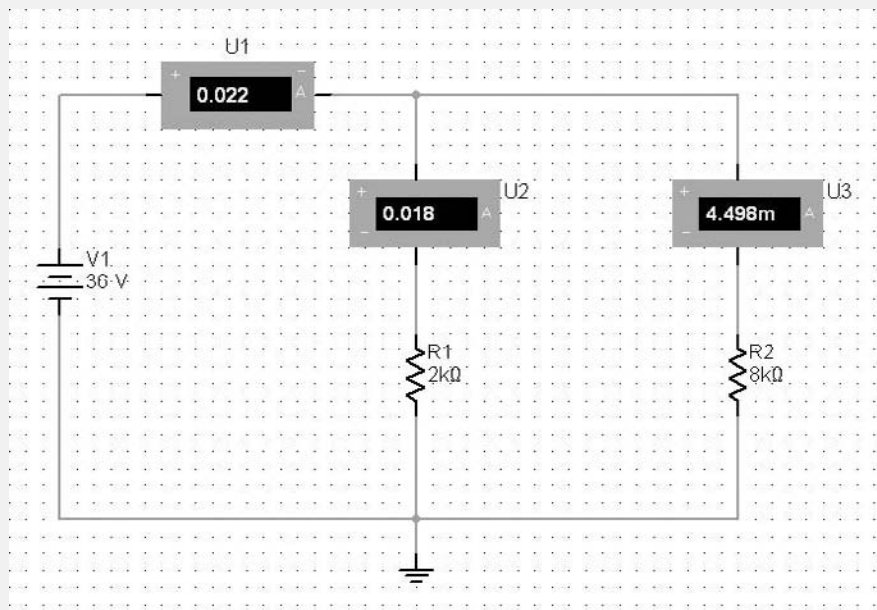 U1
+ −
0.022 A
+
U2
0.018 A
−
+
U3
4.498m A
−
V1
36 V
R1
2kΩ
R2
8kΩ